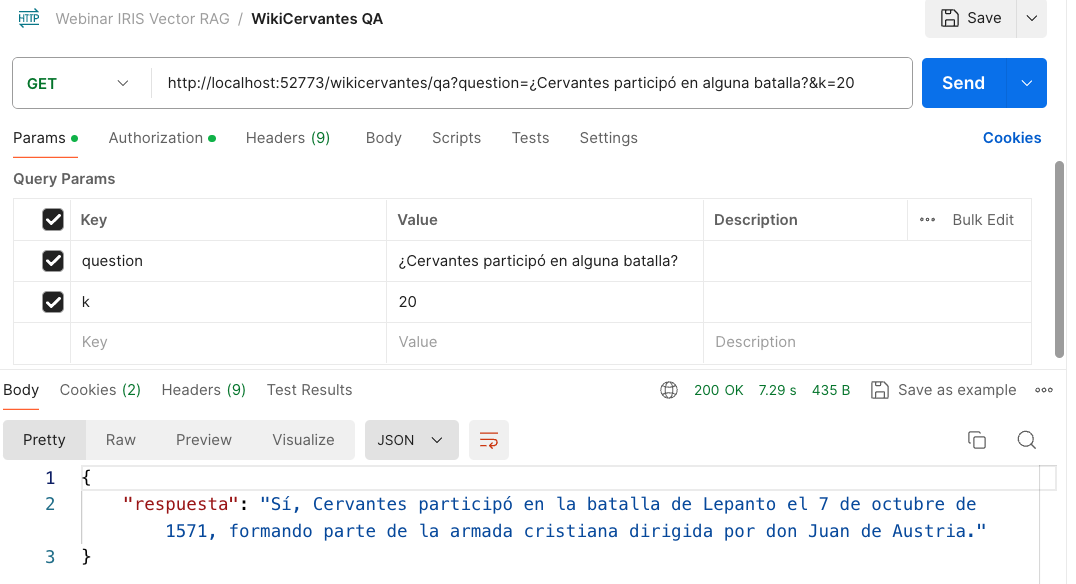 HTTP Webinar IRIS Vector RAG / WikiCervantes QA Save
GET http://localhost:52773/wikicervantes/qa?question=¿Cervantes participó en alguna batalla?&k=20 Send
Params Authorization Headers (9) Body Scripts Tests Settings Cookies
Query Params
Key Value Description Bulk Edit
question ¿Cervantes participó en alguna batalla?
k 20
Key Value Description
Body Cookies (2) Headers (9) Test Results 200 OK 7.29 s 435 B Save as example
Pretty Raw Preview Visualize JSON
1 {
2 "respuesta": "Sí, Cervantes participó en la batalla de Lepanto el 7 de octubre de
1571, formando parte de la armada cristiana dirigida por don Juan de Austria."
3 }